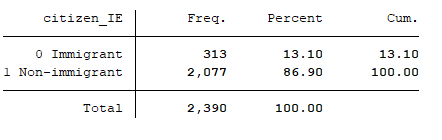 citizen_IE | Freq. Percent Cum.
0 Immigrant | 313 13.10 13.10
1 Non-immigrant | 2,077 86.90 100.00
Total | 2,390 100.00